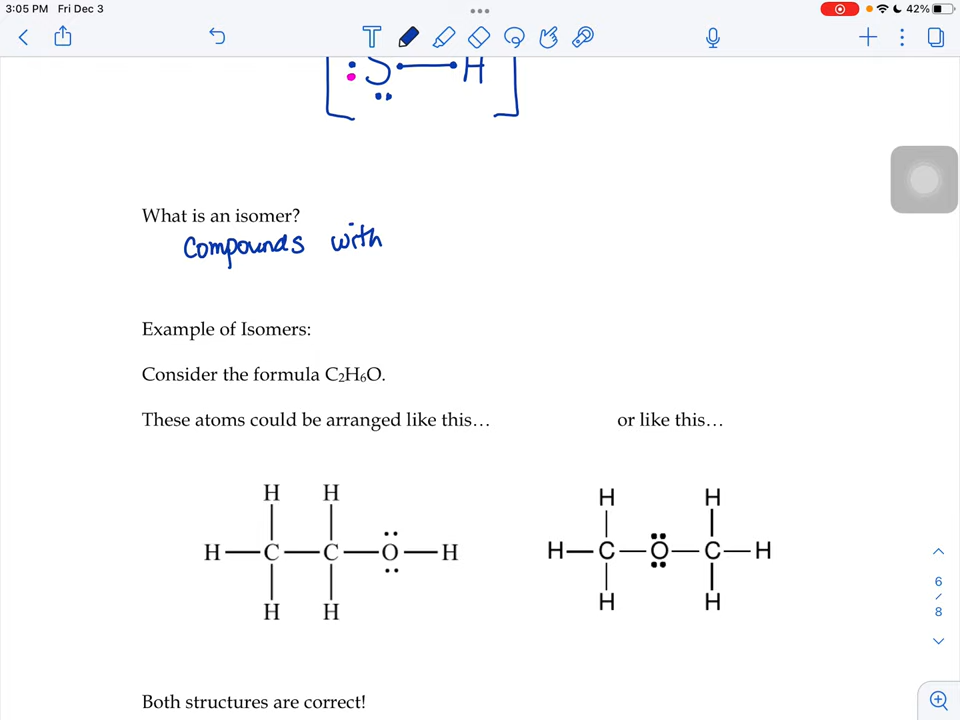 3:05 PM Fri Dec 3
42%
T
:S H
What is an isomer?
Compounds with
Example of Isomers:
Consider the formula C₂H₆O.
These atoms could be arranged like this… or like this…
H H
H C C O H
H H
H H
H C O C H
H H
6
/
8
Both structures are correct!